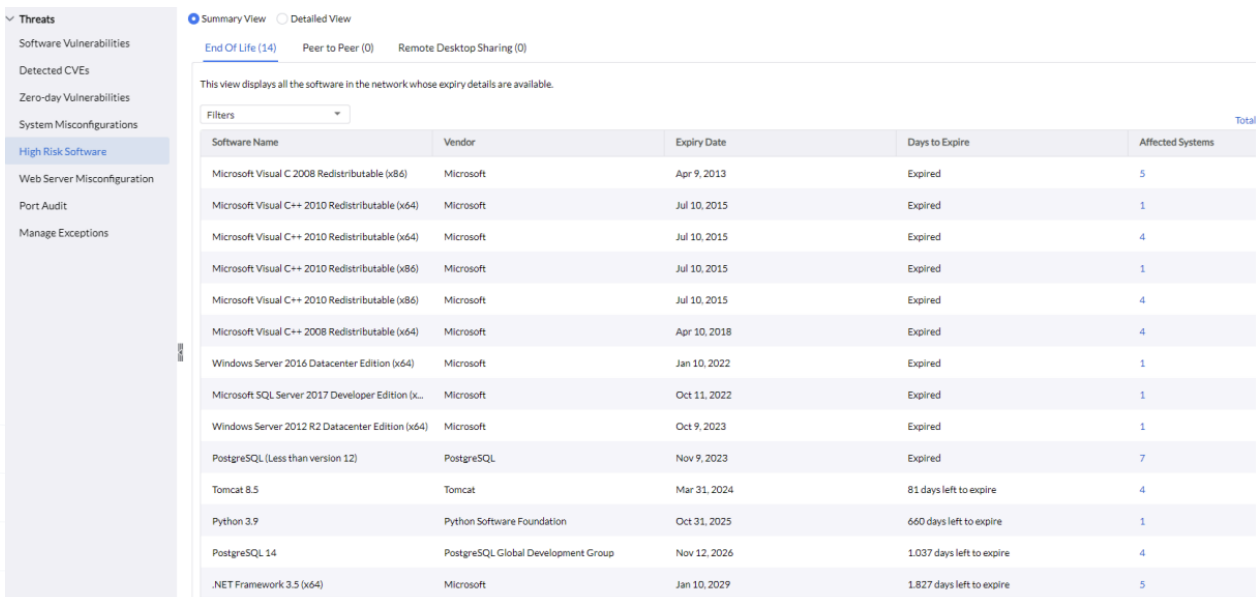 Threats
Software Vulnerabilities
Detected CVEs
Zero-day Vulnerabilities
System Misconfigurations
High Risk Software
Web Server Misconfiguration
Port Audit
Manage Exceptions
Summary View Detailed View
End Of Life (14) Peer to Peer (0) Remote Desktop Sharing (0)
This view displays all the software in the network whose expiry details are available.
Filters
Total
Software Name Vendor Expiry Date Days to Expire Affected Systems
Microsoft Visual C 2008 Redistributable (x86) Microsoft Apr 9, 2013 Expired 5
Microsoft Visual C++ 2010 Redistributable (x64) Microsoft Jul 10, 2015 Expired 1
Microsoft Visual C++ 2010 Redistributable (x64) Microsoft Jul 10, 2015 Expired 4
Microsoft Visual C++ 2010 Redistributable (x86) Microsoft Jul 10, 2015 Expired 1
Microsoft Visual C++ 2010 Redistributable (x86) Microsoft Jul 10, 2015 Expired 4
Microsoft Visual C++ 2008 Redistributable (x64) Microsoft Apr 10, 2018 Expired 4
Windows Server 2016 Datacenter Edition (x64) Microsoft Jan 10, 2022 Expired 1
Microsoft SQL Server 2017 Developer Edition (x... Microsoft Oct 11, 2022 Expired 1
Windows Server 2012 R2 Datacenter Edition (x64) Microsoft Oct 9, 2023 Expired 1
PostgreSQL (Less than version 12) PostgreSQL Nov 9, 2023 Expired 7
Tomcat 8.5 Tomcat Mar 31, 2024 81 days left to expire 4
Python 3.9 Python Software Foundation Oct 31, 2025 660 days left to expire 1
PostgreSQL 14 PostgreSQL Global Development Group Nov 12, 2026 1.037 days left to expire 4
.NET Framework 3.5 (x64) Microsoft Jan 10, 2029 1.827 days left to expire 5